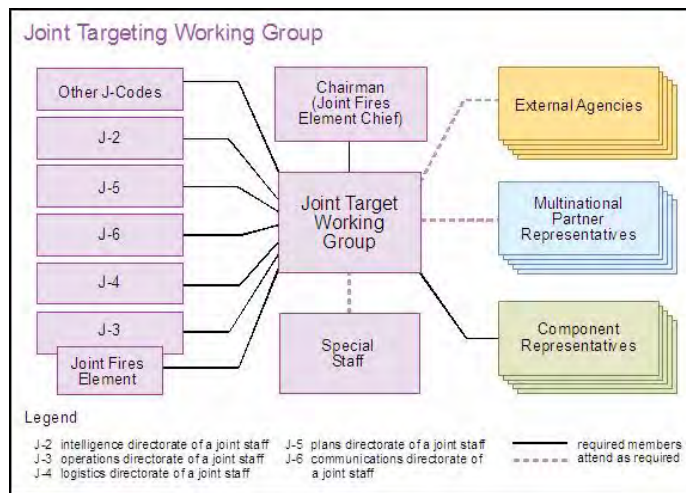 Joint Targeting Working Group
Other J-Codes
J-2
J-5
J-6
J-4
J-3
Joint Fires
Element
Chairman
(Joint Fires
Element Chief)
Joint Target
Working
Group
Special
Staff
External Agencies
Multinational
Partner
Representatives
Component
Representatives
Legend
J-2 intelligence directorate of a joint staff
J-3 operations directorate of a joint staff
J-4 logistics directorate of a joint staff
J-5 plans directorate of a joint staff
J-6 communications directorate of
a joint staff
required members
attend as required